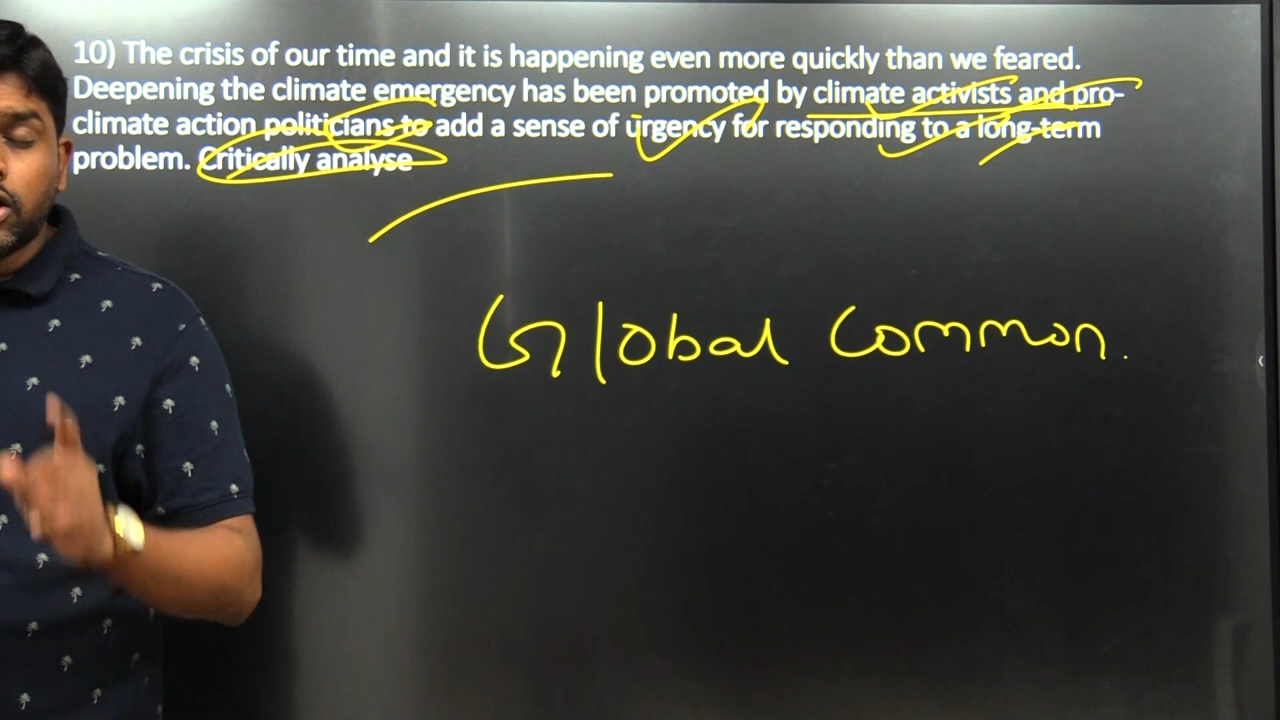 10) The crisis of our time and it is happening even more quickly than we feared.
Deepening the climate emergency has been promoted by climate activists and pro-
climate action politicians to add a sense of urgency for responding to a long-term
problem. Critically analyse
Global Common.